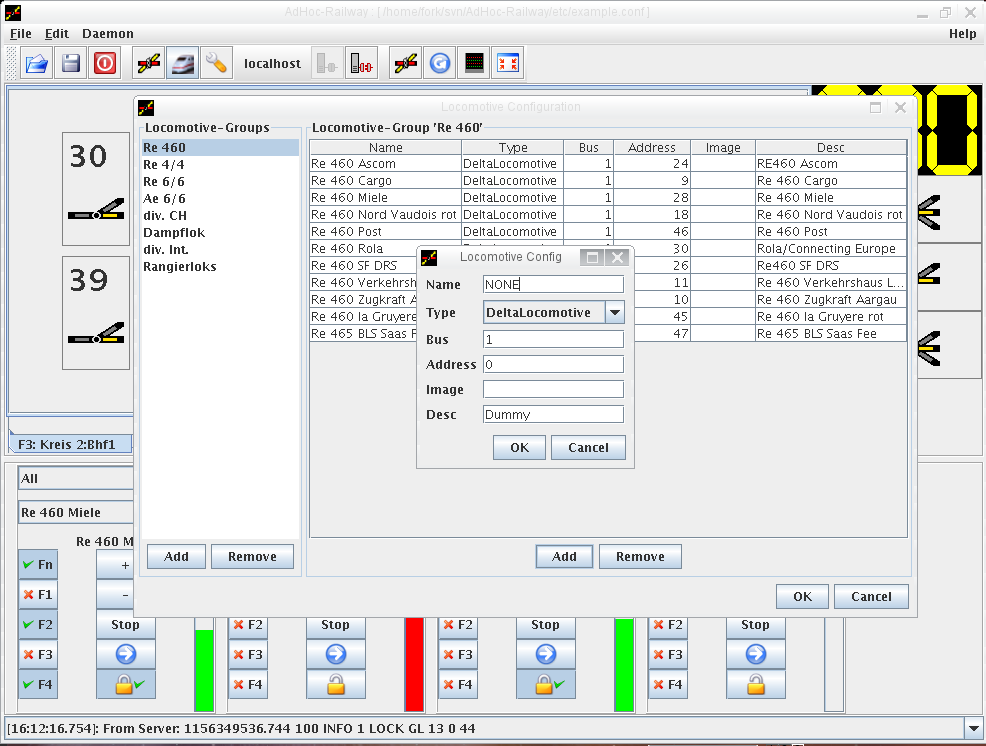 AdHoc-Railway : [ /home/fork/svn/AdHoc-Railway/etc/example.conf ]
File Edit Daemon Help
localhost
Locomotive Configuration
Locomotive-Groups
Re 460
Re 4/4
Re 6/6
Ae 6/6
div. CH
Dampflok
div. Int.
Rangierloks
Add Remove
Locomotive-Group 'Re 460'
Name Type Bus Address Image Desc
Re 460 Ascom DeltaLocomotive 1 24 RE460 Ascom
Re 460 Cargo DeltaLocomotive 1 9 Re 460 Cargo
Re 460 Miele DeltaLocomotive 1 28 Re 460 Miele
Re 460 Nord Vaudois rot DeltaLocomotive 1 18 Re 460 Nord Vaudois rot
Re 460 Post DeltaLocomotive 1 46 Re 460 Post
Re 460 Rola DeltaLocomotive 1 30 Rola/Connecting Europe
Re 460 SF DRS 26 Re460 SF DRS
Re 460 Verkehrs 11 Re 460 Verkehrshaus L...
Re 460 Zugkraft A 10 Re 460 Zugkraft Aargau
Re 460 la Gruyere 45 Re 460 la Gruyere rot
Re 465 BLS Saas F 47 Re 465 BLS Saas Fee
Add Remove
OK Cancel
Locomotive Config
Name NONE
Type DeltaLocomotive
Bus 1
Address 0
Image
Desc Dummy
OK Cancel
30
39
0
F3: Kreis 2:Bhf1
All
Re 460 Miele
Re 460 M
Fn +
F1 -
F2 Stop F2 Stop F2 Stop F2 Stop
F3 F3 F3 F3
F4 F4 F4 F4
[16:12:16.754]: From Server: 1156349536.744 100 INFO 1 LOCK GL 13 0 44